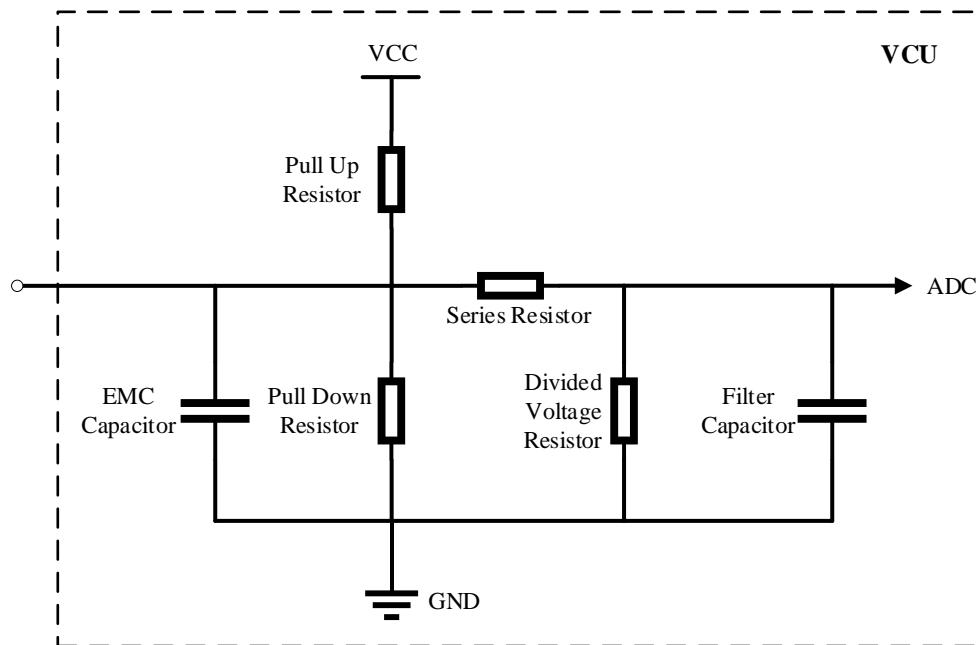 VCU
VCC
Pull Up
Resistor
ADC
Series Resistor
EMC
Capacitor
Pull Down
Resistor
Divided
Voltage
Resistor
Filter
Capacitor
GND